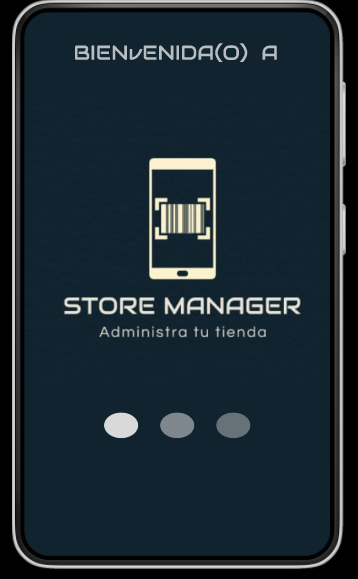 BIENvENIDA(O) A
STORE MANAGER
Administra tu tienda